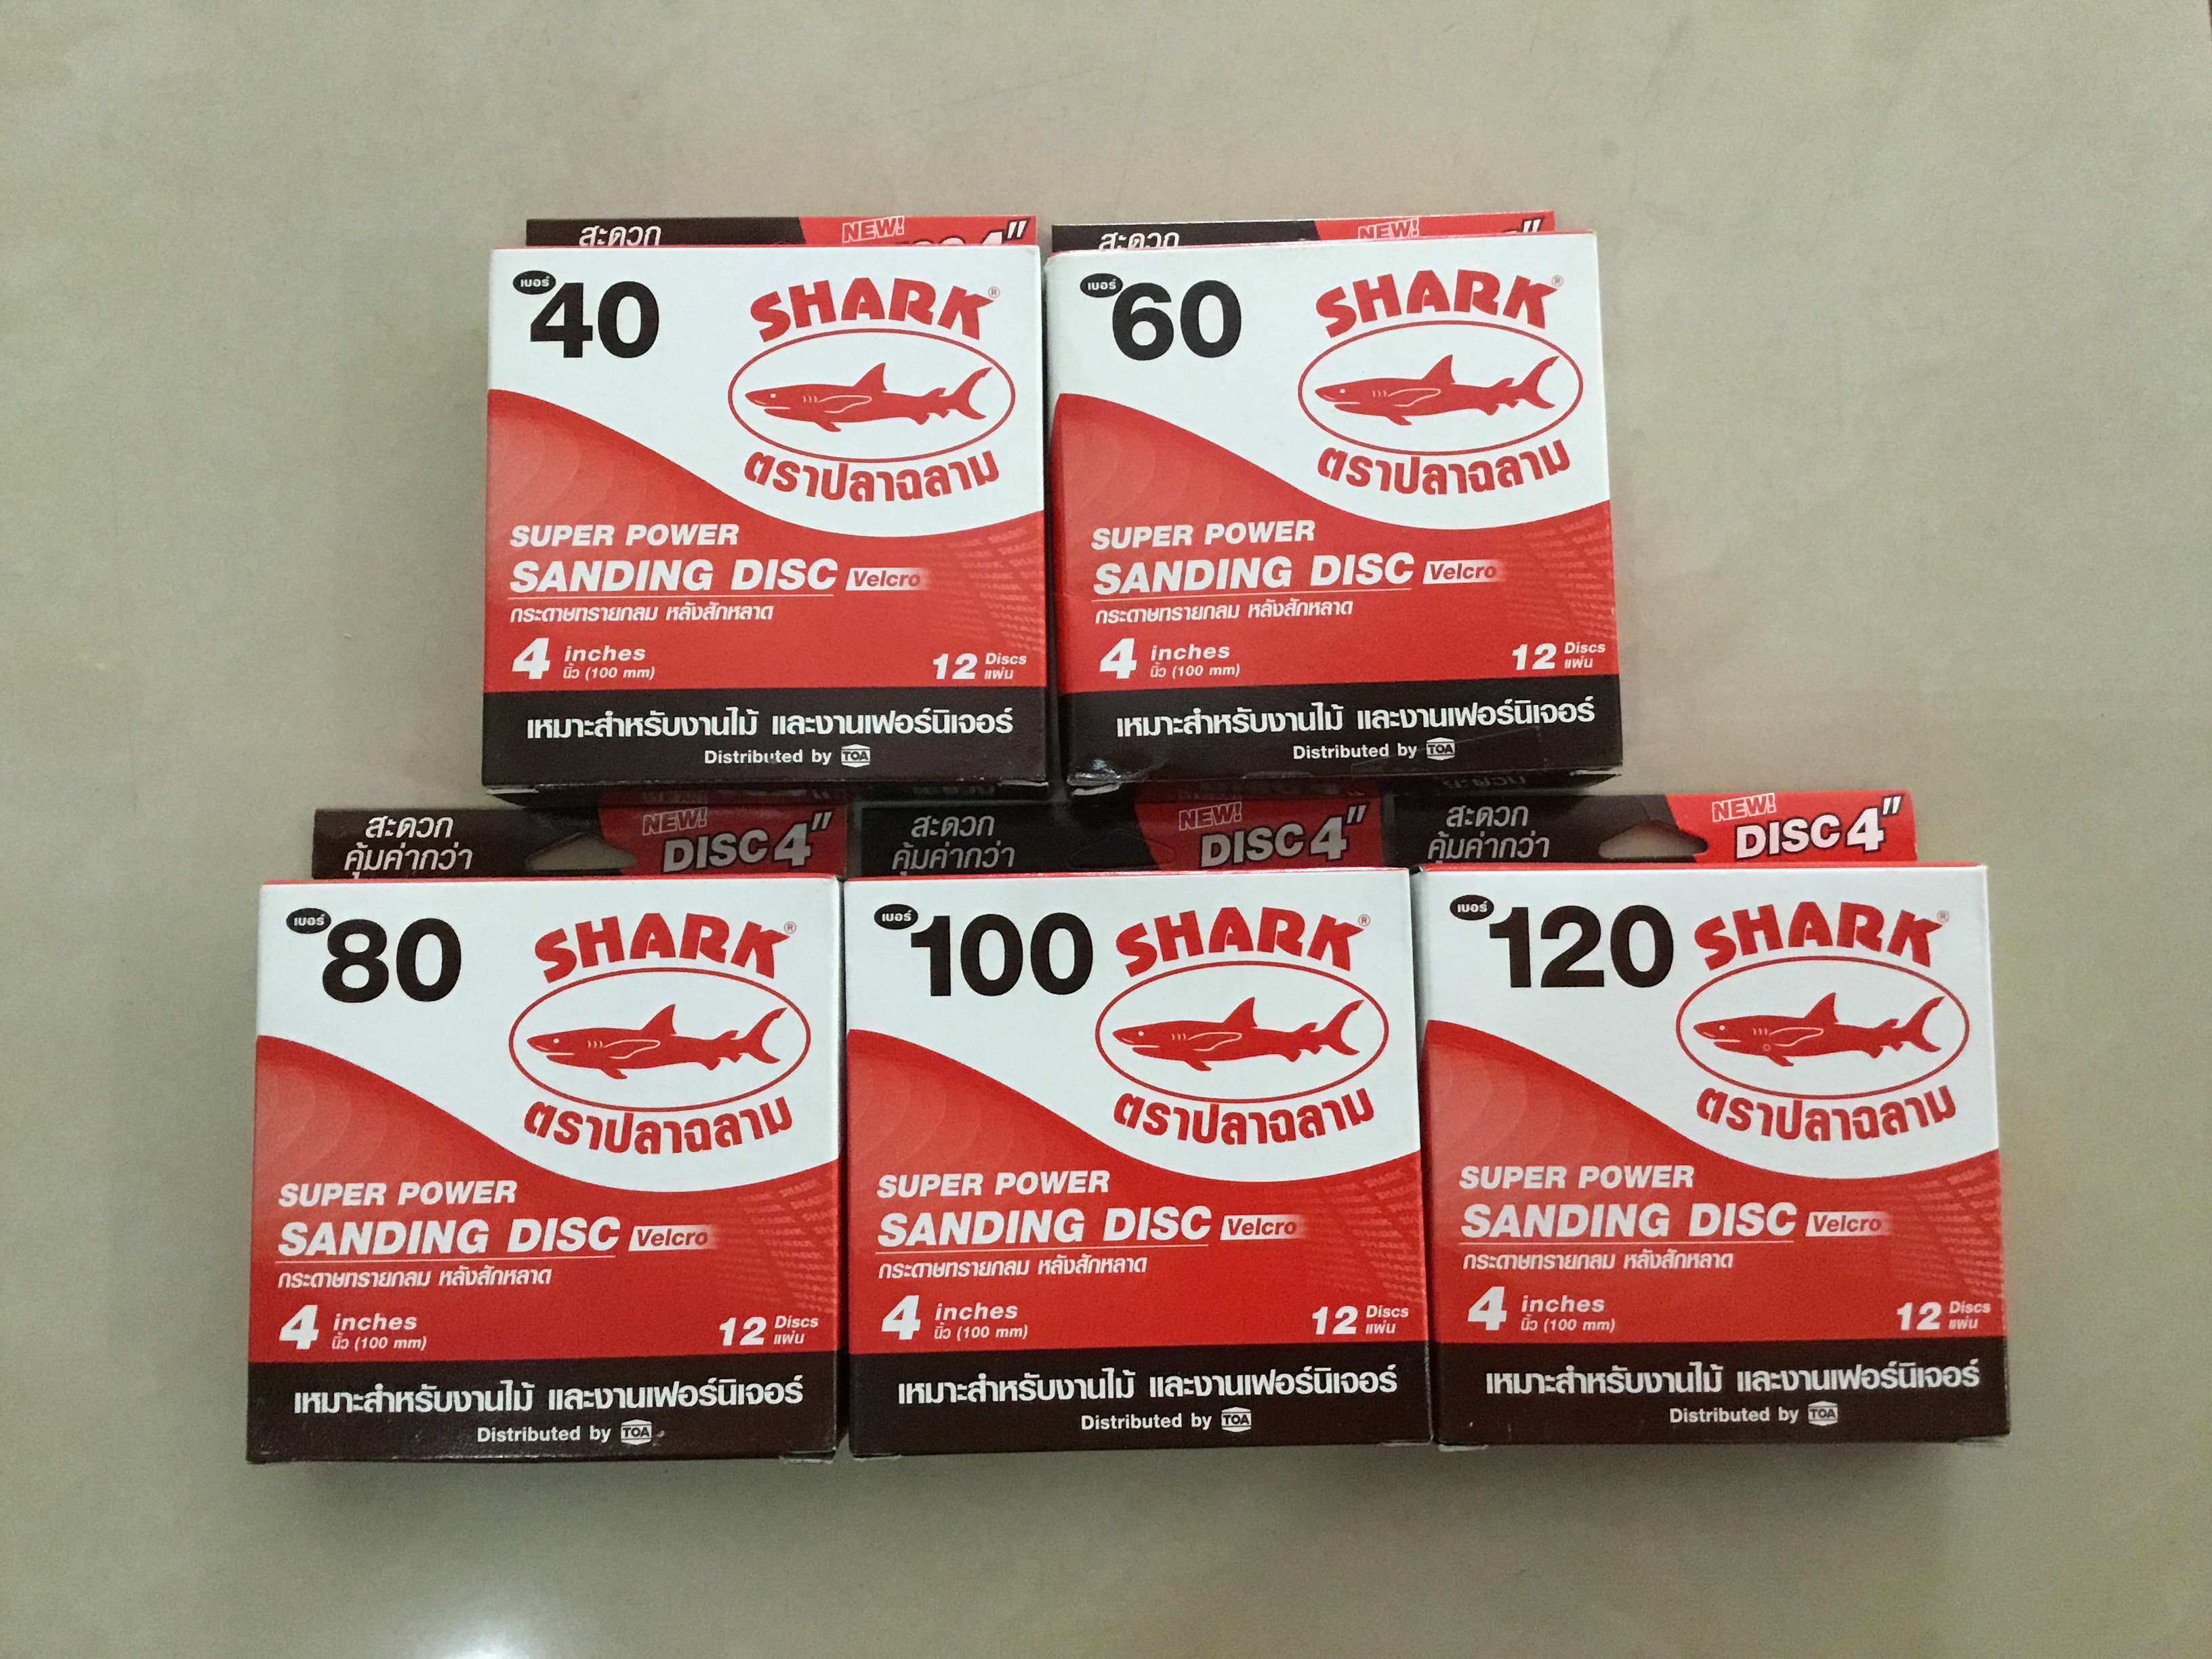 สะดวก
NEW!
เบอร์
40
SHARK®
ตราปลาฉลาม
SUPER POWER
SANDING DISC Velcro
กระดาษทรายกลม หลังสักหลาด
4 inches
นิ้ว (100 mm)
12 Discs
แผ่น
เหมาะสำหรับงานไม้ และงานเฟอร์นิเจอร์
Distributed by TOA
สะดวก
NEW!
เบอร์
60
SHARK®
ตราปลาฉลาม
SUPER POWER
SANDING DISC Velcro
กระดาษทรายกลม หลังสักหลาด
4 inches
นิ้ว (100 mm)
12 Discs
แผ่น
เหมาะสำหรับงานไม้ และงานเฟอร์นิเจอร์
Distributed by TOA
สะดวก
คุ้มค่ากว่า
NEW!
DISC 4"
เบอร์
80
SHARK®
ตราปลาฉลาม
SUPER POWER
SANDING DISC Velcro
กระดาษทรายกลม หลังสักหลาด
4 inches
นิ้ว (100 mm)
12 Discs
แผ่น
เหมาะสำหรับงานไม้ และงานเฟอร์นิเจอร์
Distributed by TOA
สะดวก
คุ้มค่ากว่า
NEW!
DISC 4"
เบอร์
100
SHARK®
ตราปลาฉลาม
SUPER POWER
SANDING DISC Velcro
กระดาษทรายกลม หลังสักหลาด
4 inches
นิ้ว (100 mm)
12 Discs
แผ่น
เหมาะสำหรับงานไม้ และงานเฟอร์นิเจอร์
Distributed by TOA
สะดวก
คุ้มค่ากว่า
NEW!
DISC 4"
เบอร์
120
SHARK®
ตราปลาฉลาม
SUPER POWER
SANDING DISC Velcro
กระดาษทรายกลม หลังสักหลาด
4 inches
นิ้ว (100 mm)
12 Discs
แผ่น
เหมาะสำหรับงานไม้ และงานเฟอร์นิเจอร์
Distributed by TOA